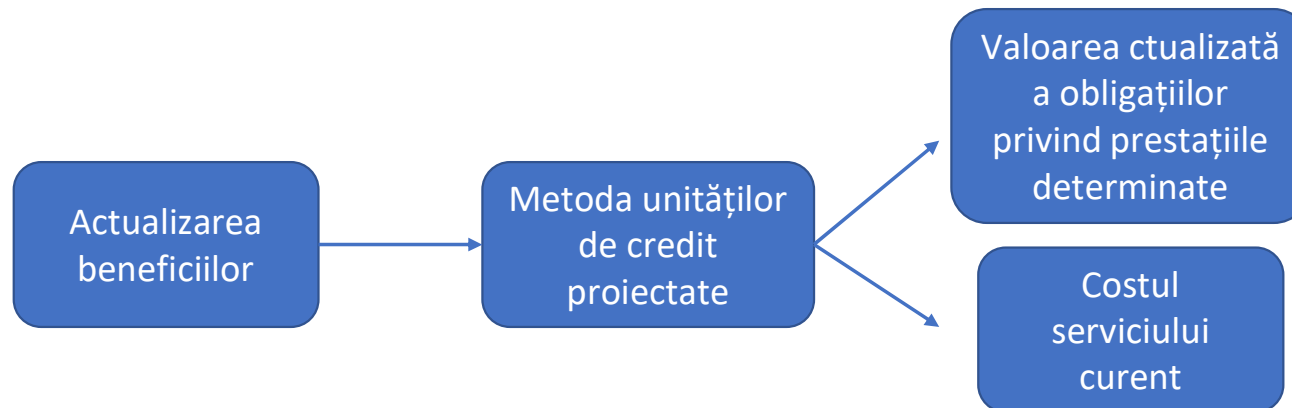 Actualizarea
beneficiilor
Metoda unităților
de credit
proiectate
Valoarea ctualizată
a obligațiilor
privind prestațiile
determinate
Costul
serviciului
curent